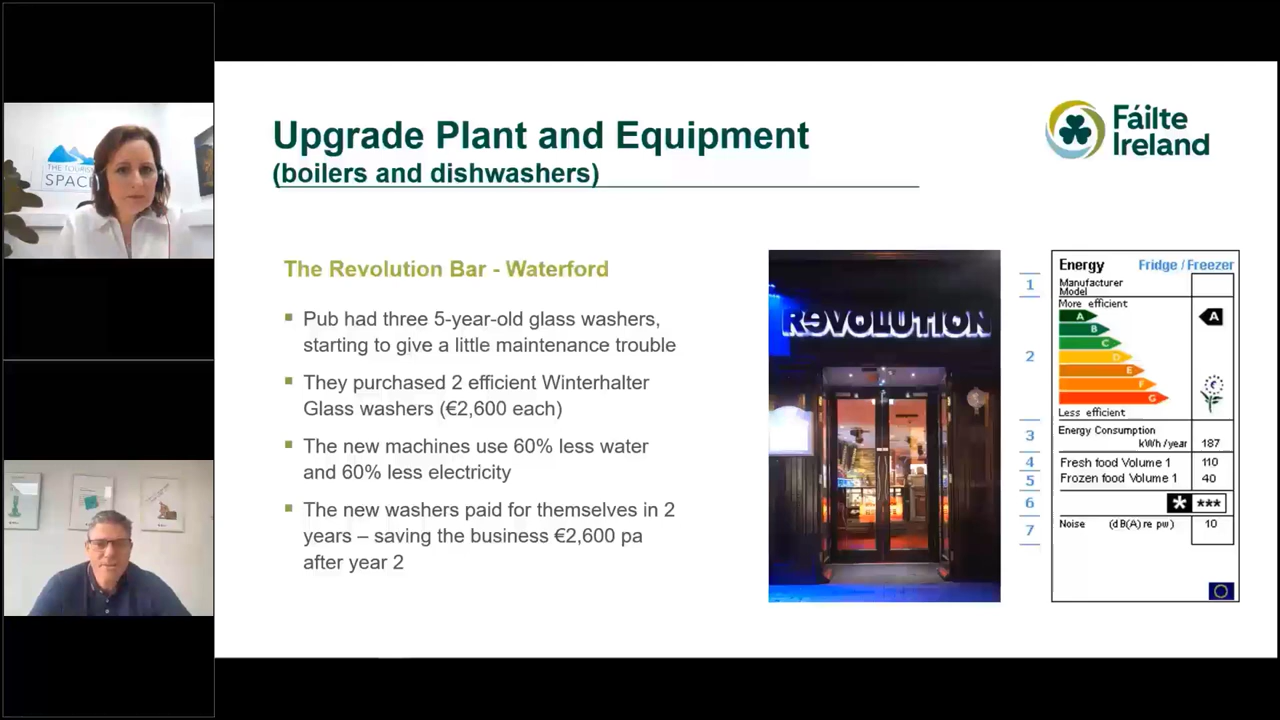 THE TOURISM
SPACE
Upgrade Plant and Equipment
(boilers and dishwashers)
Fáilte
Ireland
The Revolution Bar - Waterford
Pub had three 5-year-old glass washers,
starting to give a little maintenance trouble
They purchased 2 efficient Winterhalter
Glass washers (€2,600 each)
The new machines use 60% less water
and 60% less electricity
The new washers paid for themselves in 2
years – saving the business €2,600 pa
after year 2
REVOLUTION
1
2
3
4
5
6
7
Energy Fridge / Freezer
Manufacturer
Model
More efficient
A A
B
C
D
E
F
G
Less efficient
Energy Consumption
kWh /year 187
Fresh food Volume 1 110
Frozen food Volume 1 40
* ***
Noise (dB(A) re pw) 10